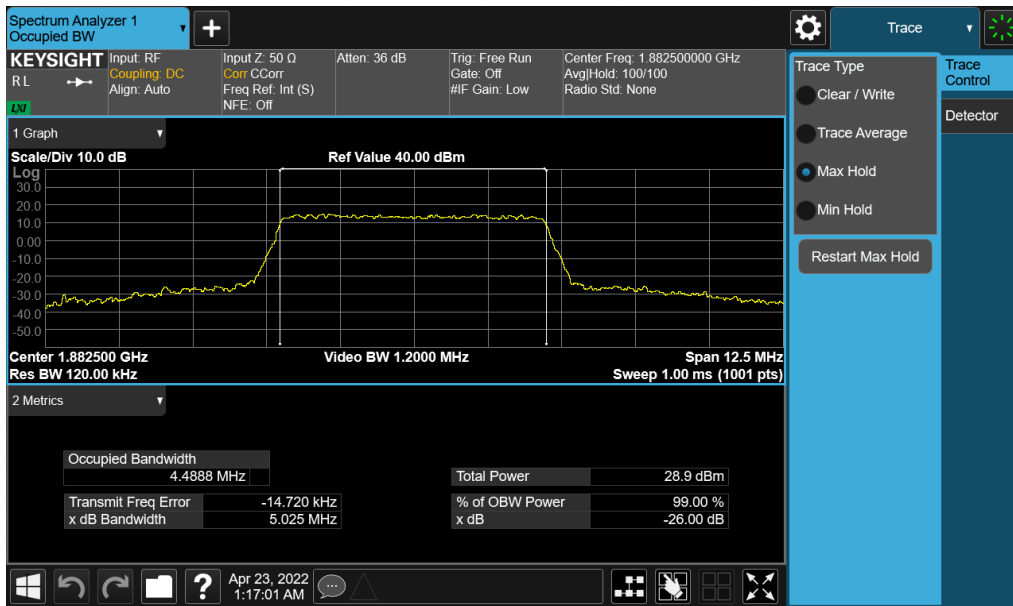 Spectrum Analyzer 1
Occupied BW
+
Trace
KEYSIGHT
R L
LXI
Input: RF
Coupling: DC
Align: Auto
Input Z: 50 Ω
Corr CCorr
Freq Ref: Int (S)
NFE: Off
Atten: 36 dB
Trig: Free Run
Gate: Off
#IF Gain: Low
Center Freq: 1.882500000 GHz
Avg|Hold: 100/100
Radio Std: None
Trace Type
Clear / Write
Trace Average
Max Hold
Min Hold
Restart Max Hold
Trace
Control
Detector
1 Graph
Scale/Div 10.0 dB
Ref Value 40.00 dBm
Log
30.0
20.0
10.0
0.00
-10.0
-20.0
-30.0
-40.0
-50.0
Center 1.882500 GHz
Video BW 1.2000 MHz
Span 12.5 MHz
Res BW 120.00 kHz
Sweep 1.00 ms (1001 pts)
2 Metrics
Occupied Bandwidth
4.4888 MHz
Total Power 28.9 dBm
Transmit Freq Error -14.720 kHz
% of OBW Power 99.00 %
x dB Bandwidth 5.025 MHz
x dB -26.00 dB
?
Apr 23, 2022
1:17:01 AM